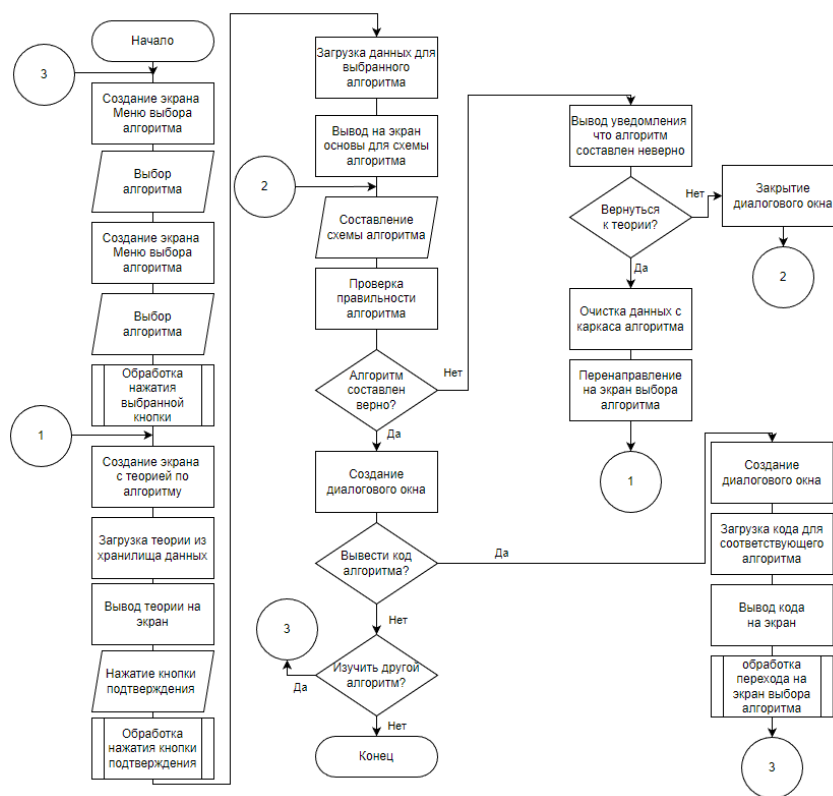 Начало
3
Создание экрана
Меню выбора
алгоритма
Выбор
алгоритма
Создание экрана
Меню выбора
алгоритма
Выбор
алгоритма
Обработка
нажатия
выбранной
кнопки
1
Создание экрана
с теорией по
алгоритму
Загрузка теории из
хранилища данных
Вывод теории на
экран
Нажатие кнопки
подтверждения
Обработка
нажатия кнопки
подтверждения
Загрузка данных для
выбранного
алгоритма
Вывод на экран
основы для схемы
алгоритма
2
Составление
схемы алгоритма
Проверка
правильности
алгоритма
Алгоритм
составлен
верно?
Нет
Да
Создание
диалогового окна
Вывести код
алгоритма?
Да
Нет
3
Изучить другой
алгоритм?
Да
Нет
Конец
Вывод уведомления
что алгоритм
составлен неверно
Вернуться
к теории?
Нет
Да
Закрытие
диалогового окна
2
Очистка данных с
каркаса алгоритма
Перенаправление
на экран выбора
алгоритма
1
Создание
диалогового окна
Загрузка кода для
соответствующего
алгоритма
Вывод кода
на экран
обработка
перехода на
экран выбора
алгоритма
3